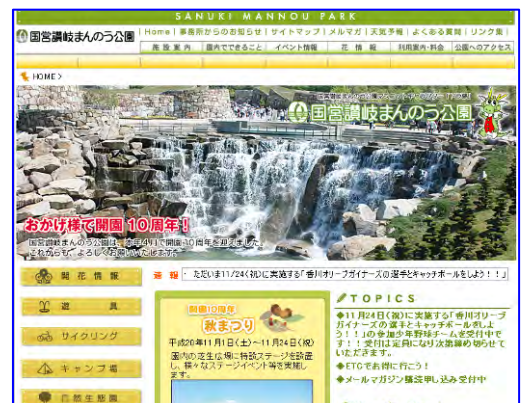 SANUKI MANNOU PARK
国営讃岐まんのう公園
Home｜事務所からのお知らせ｜サイトマップ｜メルマガ｜天気予報｜よくある質問｜リンク集｜
施設案内 園内でできること イベント情報 花情報 利用案内・料金 公園へのアクセス
HOME >
国営讃岐まんのう公園
おかげ様で開園10周年！
国営讃岐まんのう公園は、本年4月で開園10周年を迎えました。
これからも、よろしくお願いいたします。
開花情報
速報
ただいま11/24(祝)に実施する「香川オリーブガイナーズの選手とキャッチボールをしよう！！」
遊具
サイクリング
キャンプ場
自然生態園
開園10周年
秋まつり
平成20年11月1日(土)～11月24日(祝)
園内の芝生広場に特設ステージを設置
し、様々なステージイベント等を実施し
ます。
TOPICS
◆11月24日(祝)に実施する「香川オリーブ
ガイナーズの選手とキャッチボールをしよ
う！！」の参加少年野球チームを受付中で
す！！受付は定員になり次第締め切らせて
いただきます。
◆ETCでお得に行こう！
◆メールマガジン購読申し込み受付中